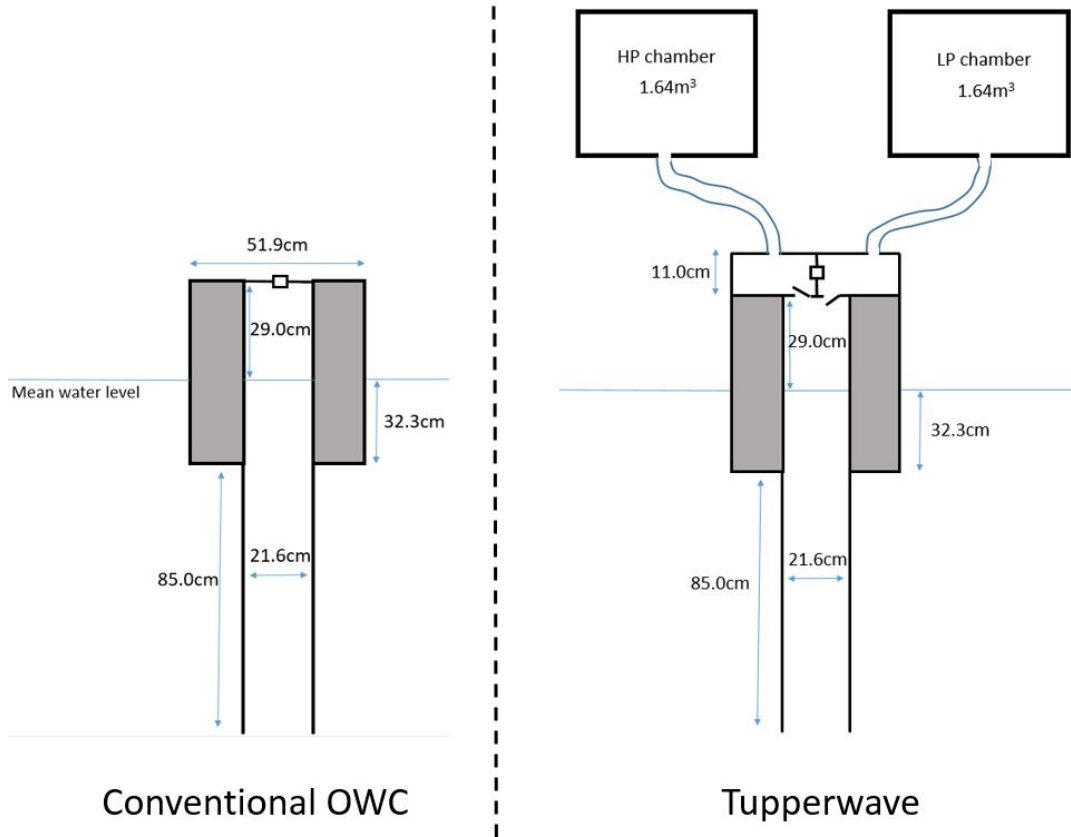 HP chamber
1.64m³
LP chamber
1.64m³
51.9cm
29.0cm
Mean water level
32.3cm
21.6cm
85.0cm
Conventional OWC
11.0cm
29.0cm
32.3cm
21.6cm
85.0cm
Tupperwave